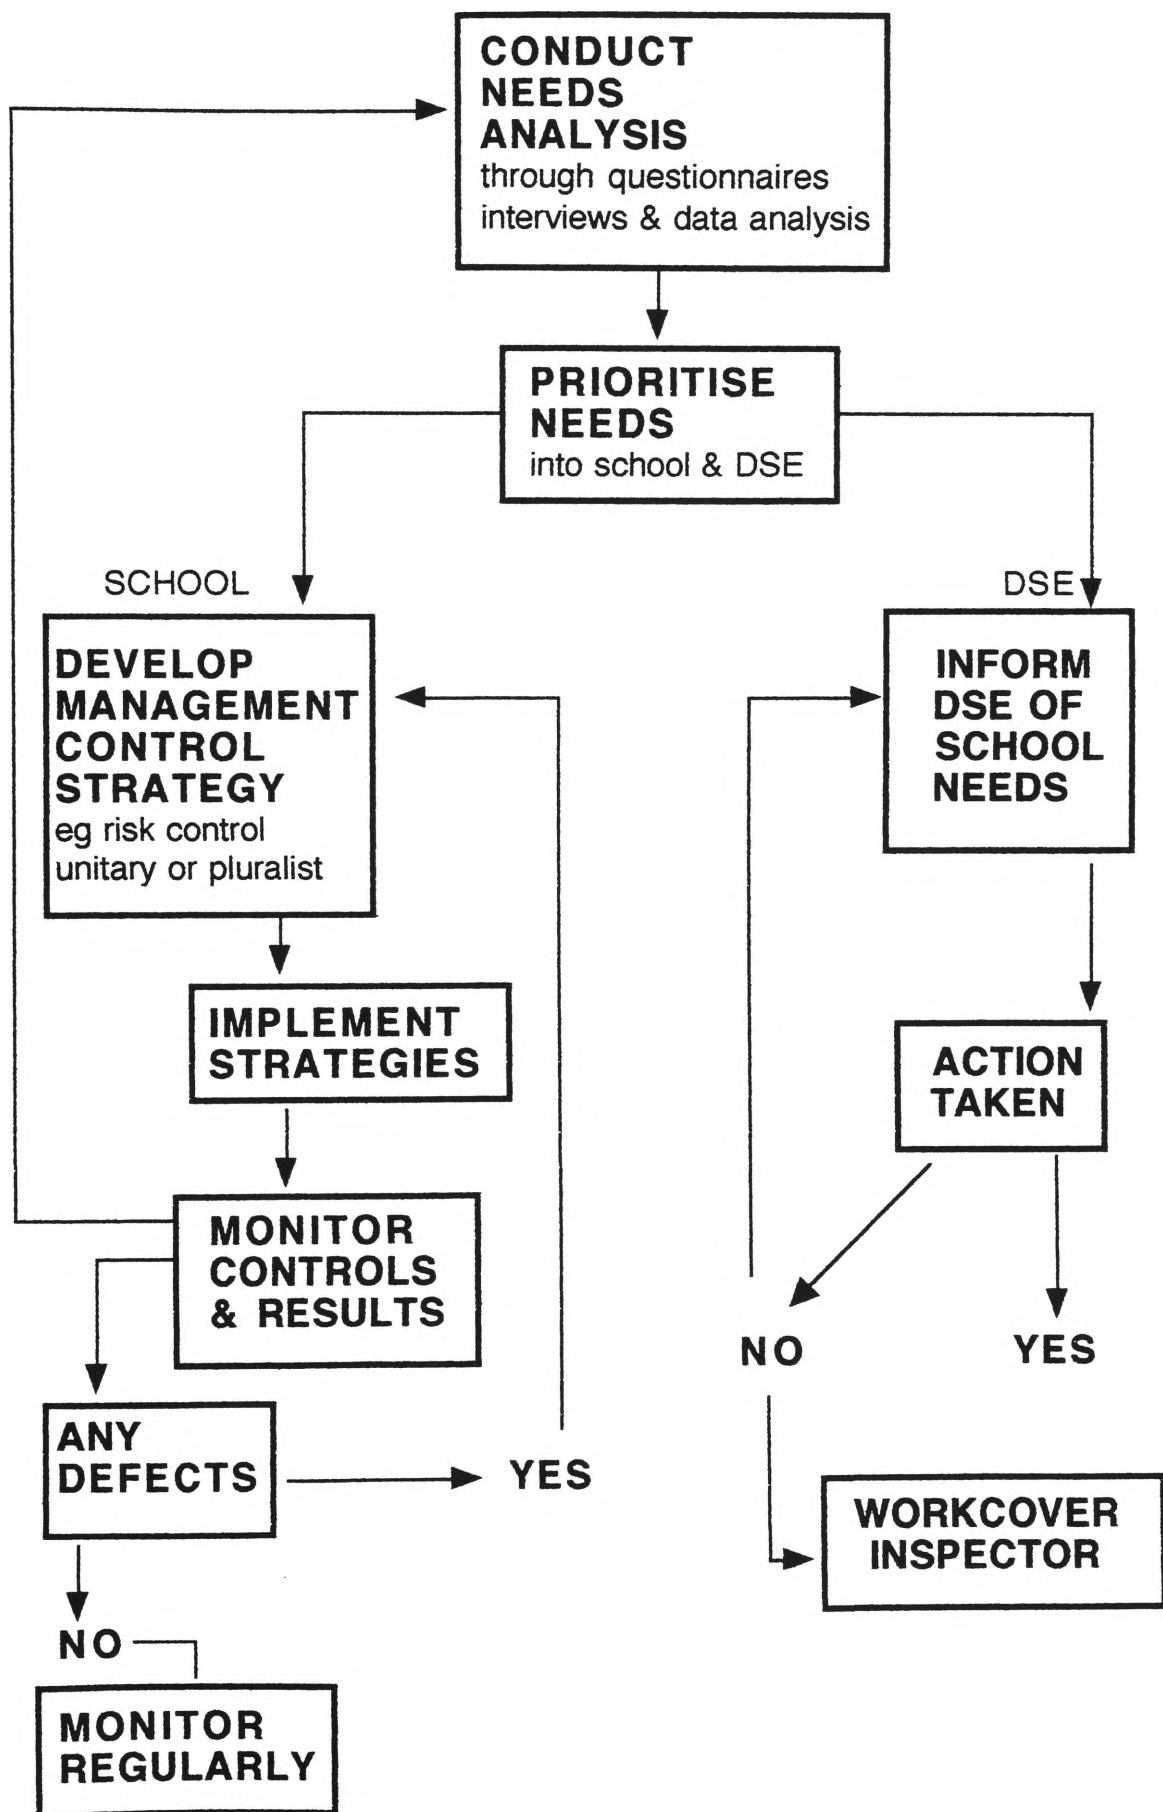 CONDUCT
NEEDS
ANALYSIS
through questionnaires
interviews & data analysis
PRIORITISE
NEEDS
into school & DSE
SCHOOL
DEVELOP
MANAGEMENT
CONTROL
STRATEGY
eg risk control
unitary or pluralist
IMPLEMENT
STRATEGIES
MONITOR
CONTROLS
& RESULTS
ANY
DEFECTS
YES
NO
MONITOR
REGULARLY
DSE
INFORM
DSE OF
SCHOOL
NEEDS
ACTION
TAKEN
NO
YES
WORKCOVER
INSPECTOR